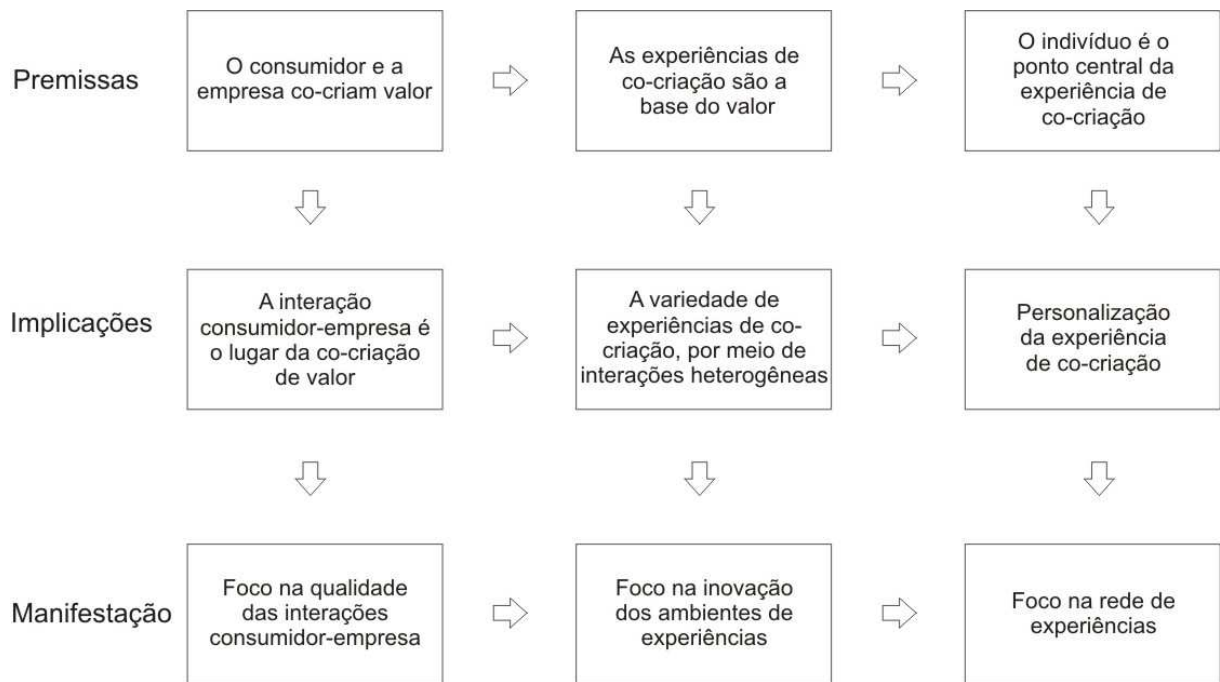 Premissas
O consumidor e a
empresa co-criam valor
As experiências de
co-criação são a
base do valor
O indivíduo é o
ponto central da
experiência de
co-criação
Implicações
A interação
consumidor-empresa é
o lugar da co-criação
de valor
A variedade de
experiências de co-
criação, por meio de
interações heterogêneas
Personalização
da experiência
de co-criação
Manifestação
Foco na qualidade
das interações
consumidor-empresa
Foco na inovação
dos ambientes de
experiências
Foco na rede de
experiências